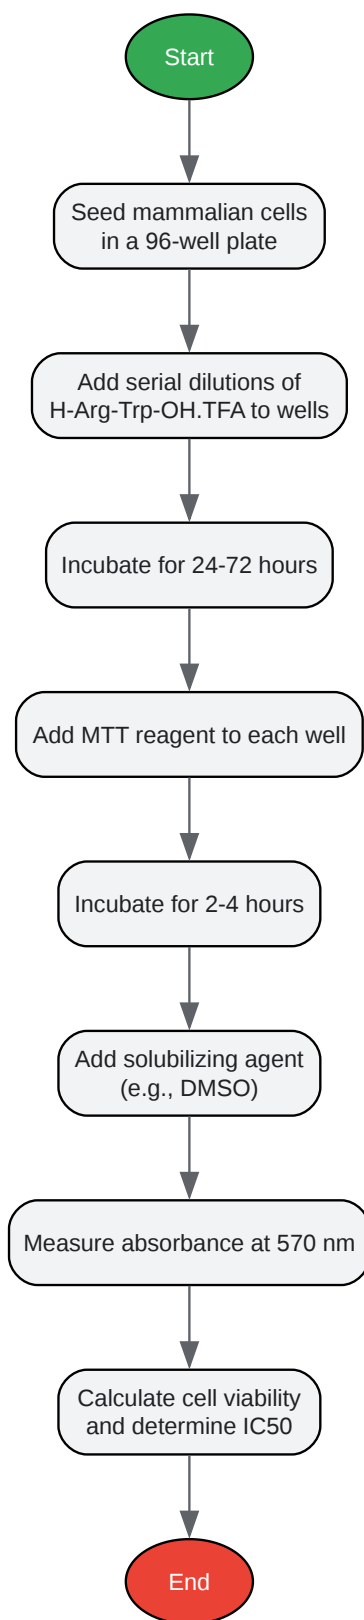 Start
Seed mammalian cells
in a 96-well plate
Add serial dilutions of
H-Arg-Trp-OH.TFA to wells
Incubate for 24-72 hours
Add MTT reagent to each well
Incubate for 2-4 hours
Add solubilizing agent
(e.g., DMSO)
Measure absorbance at 570 nm
Calculate cell viability
and determine IC50
End